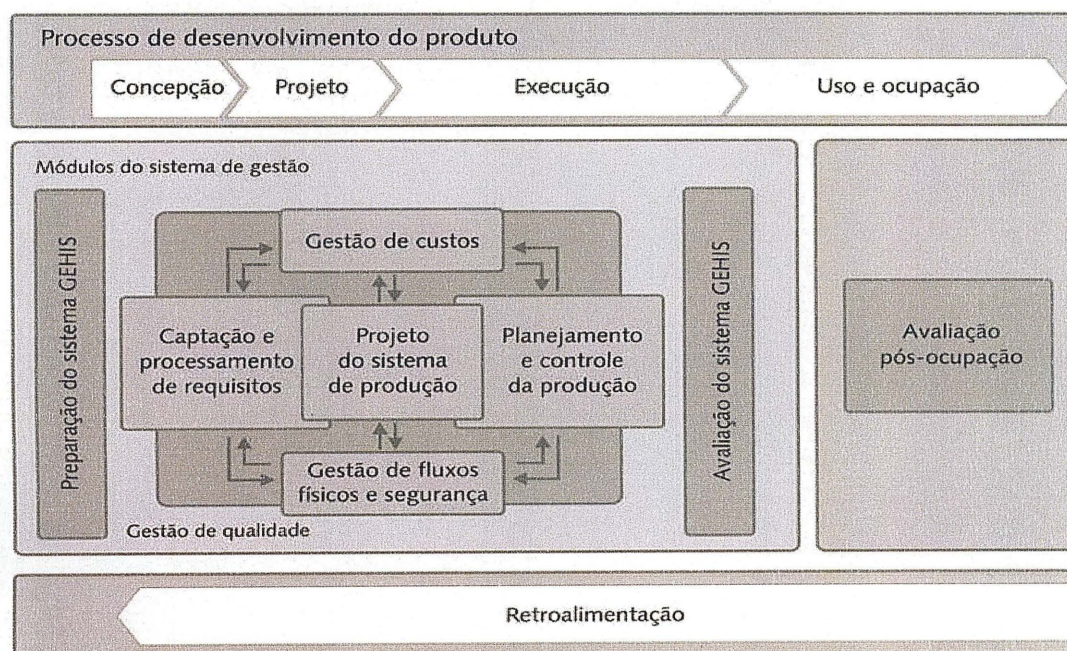 Processo de desenvolvimento do produto
Concepção
Projeto
Execução
Uso e ocupação
Módulos do sistema de gestão
Preparação do sistema GEHIS
Gestão de custos
Captação e
processamento
de requisitos
Projeto
do sistema
de produção
Planejamento
e controle
da produção
Gestão de fluxos
físicos e segurança
Gestão de qualidade
Avaliação do sistema GEHIS
Avaliação
pós-ocupação
Retroalimentação